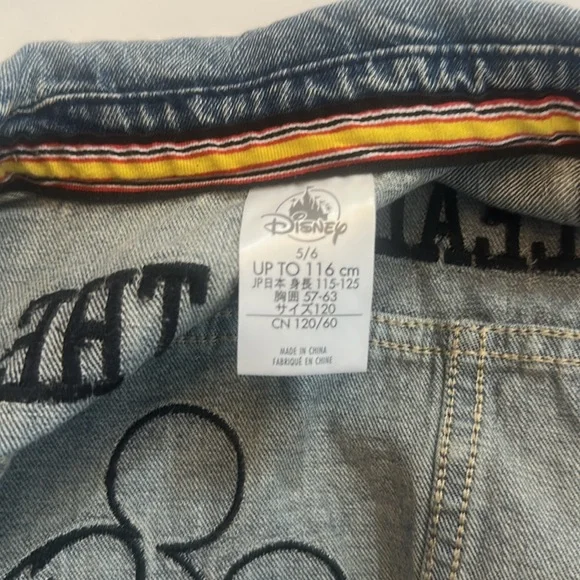 DISNEY
5/6
UP TO 116 cm
JP日本 身長 115-125
胸囲 57-63
サイズ120
CN 120/60
MADE IN CHINA
FABRIQUÉ EN CHINE
THE